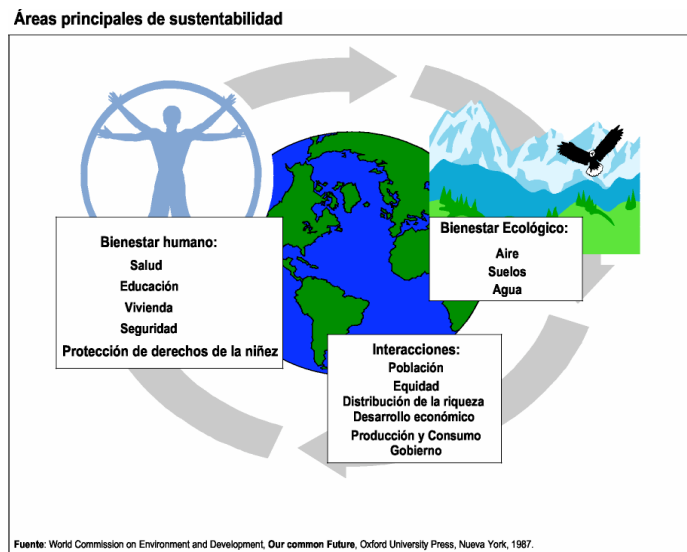 Áreas principales de sustentabilidad
Bienestar humano:
Salud
Educación
Vivienda
Seguridad
Protección de derechos de la niñez
Bienestar Ecológico:
Aire
Suelos
Agua
Interacciones:
Población
Equidad
Distribución de la riqueza
Desarrollo económico
Producción y Consumo
Gobierno
Fuente: World Commission on Environment and Development, Our common Future, Oxford University Press, Nueva York, 1987.